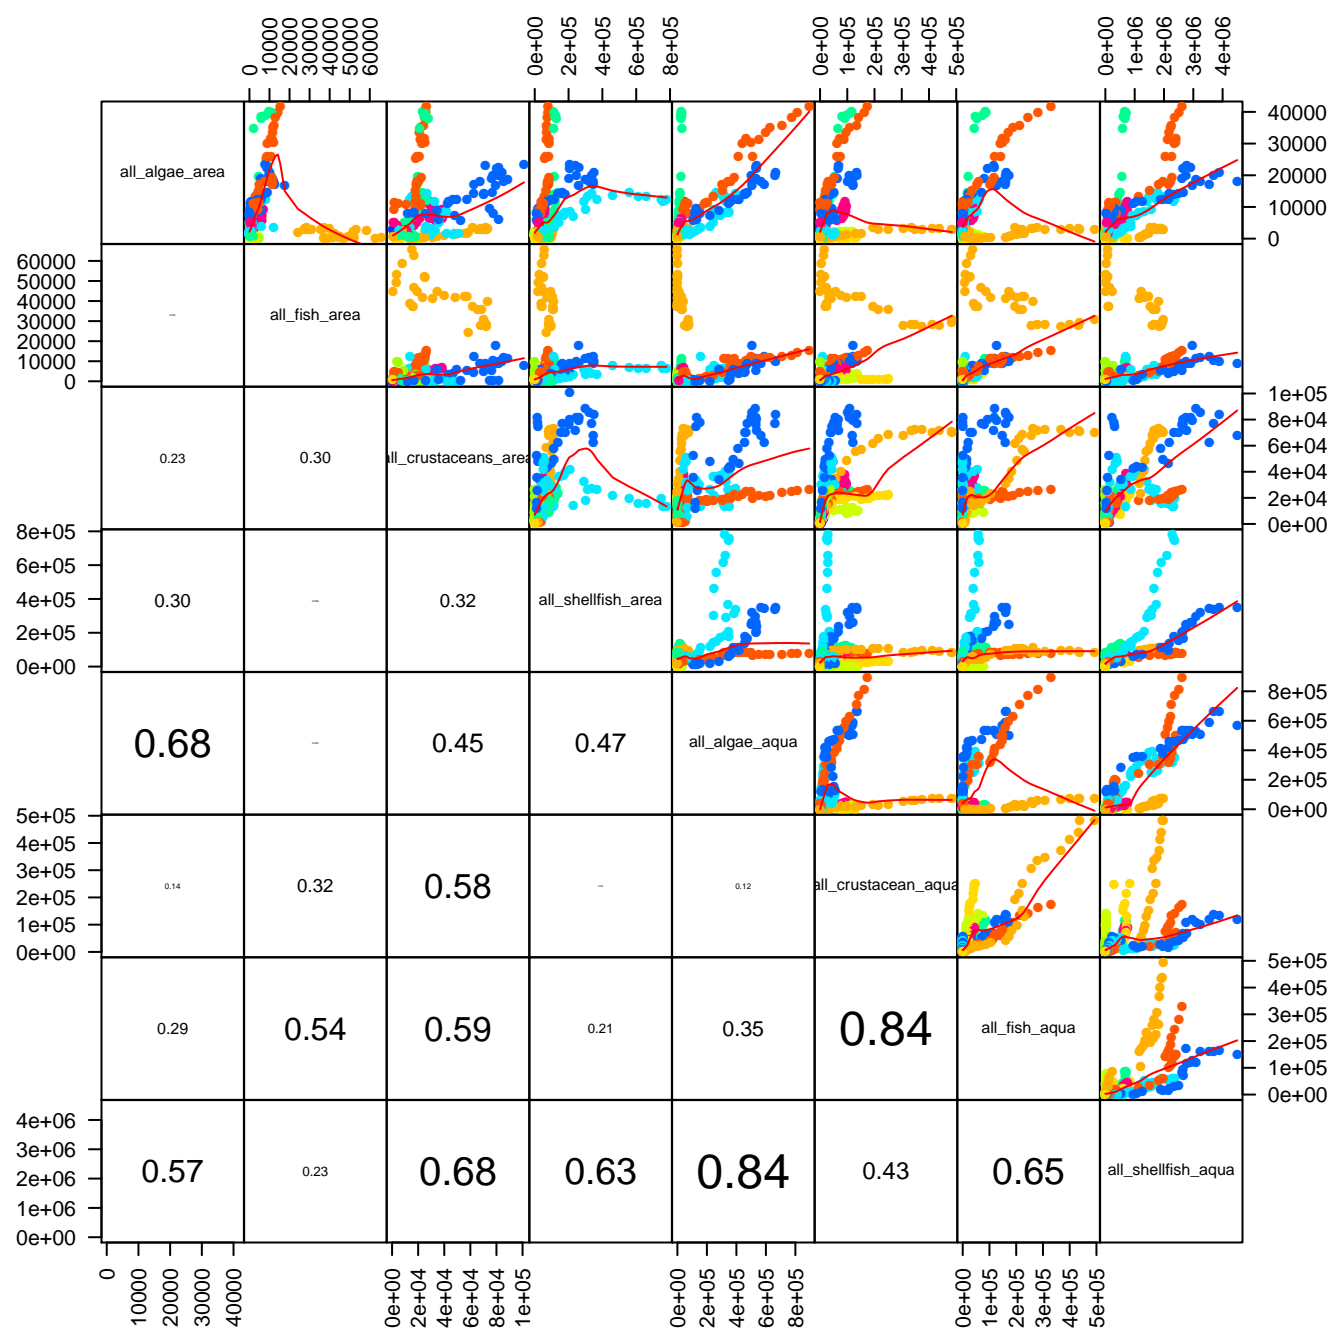 0 10000 20000 30000 40000 50000 60000 0e+00 2e+05 4e+05 8e+05 0e+00 1e+05 3e+05 5e+05 0e+00 1e+06 2e+06 4e+06
all_algae_area 40000
30000
20000
10000
0
60000
50000
40000
30000
20000
10000
0
all_fish_area
1e+05
8e+04
6e+04
4e+04
2e+04
0e+00
0.23 0.30 all_crustaceans_area
8e+05
6e+05
4e+05
2e+05
0e+00
0.30 0.32 all_shellfish_area
0.68 0.45 0.47 all_algae_aqua
8e+05
6e+05
4e+05
2e+05
0e+00
5e+05
4e+05
3e+05
2e+05
1e+05
0e+00
0.14 0.32 0.58 0.12 all_crustacean_aqua
0.29 0.54 0.59 0.21 0.35 0.84 all_fish_aqua
5e+05
4e+05
3e+05
2e+05
1e+05
0e+00
4e+06
3e+06
2e+06
1e+06
0e+00
0.57 0.23 0.68 0.63 0.84 0.43 0.65 all_shellfish_aqua
0 10000 20000 30000 40000 0e+00 2e+04 4e+04 6e+04 8e+04 1e+05 0e+00 2e+05 4e+05 6e+05 8e+05 0e+00 1e+05 2e+05 3e+05 5e+05